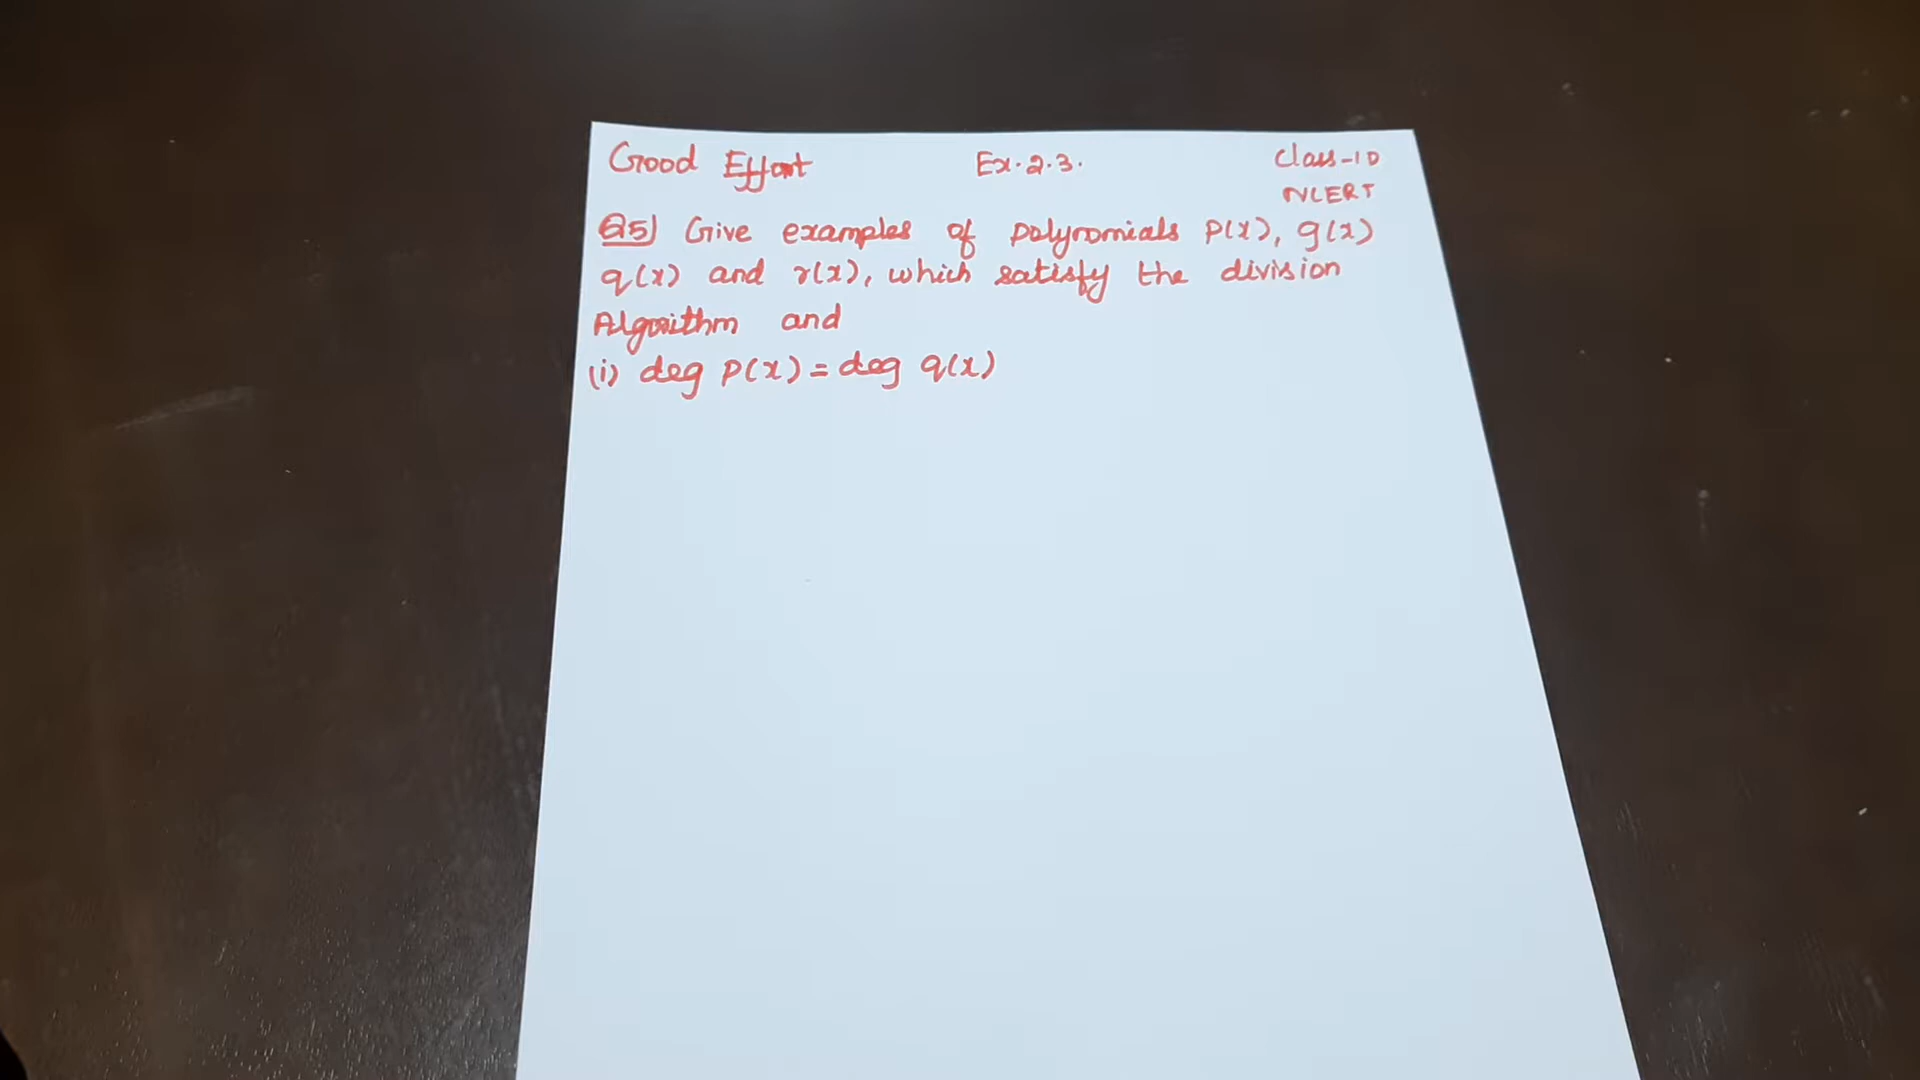 Good Effort Ex. 2.3. Class-10
NCERT
Q5) Give examples of polynomials P(x), g(x)
q(x) and r(x), which satisfy the division
Algorithm and
(i) deg P(x) = deg q(x)